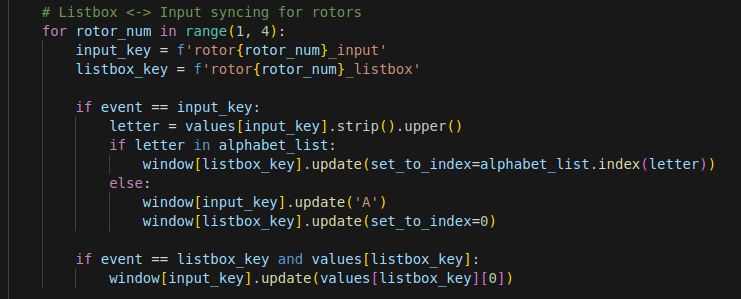 # Listbox <-> Input syncing for rotors
for rotor_num in range(1, 4):
    input_key = f'rotor{rotor_num}_input'
    listbox_key = f'rotor{rotor_num}_listbox'

    if event == input_key:
        letter = values[input_key].strip().upper()
        if letter in alphabet_list:
            window[listbox_key].update(set_to_index=alphabet_list.index(letter))
        else:
            window[input_key].update('A')
            window[listbox_key].update(set_to_index=0)

    if event == listbox_key and values[listbox_key]:
        window[input_key].update(values[listbox_key][0])